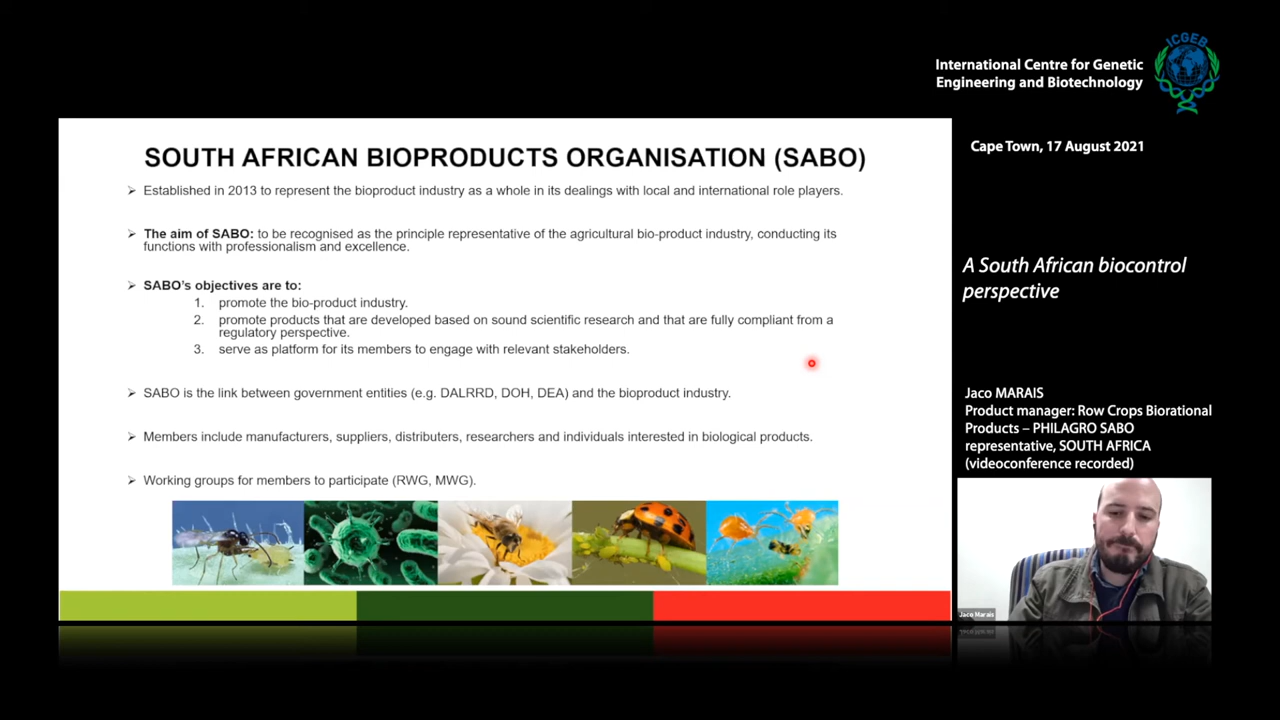 ICGEB
International Centre for Genetic
Engineering and Biotechnology
Cape Town, 17 August 2021
SOUTH AFRICAN BIOPRODUCTS ORGANISATION (SABO)
➢ Established in 2013 to represent the bioproduct industry as a whole in its dealings with local and international role players.
➢ The aim of SABO: to be recognised as the principle representative of the agricultural bio-product industry, conducting its
functions with professionalism and excellence.
➢ SABO's objectives are to:
1. promote the bio-product industry.
2. promote products that are developed based on sound scientific research and that are fully compliant from a
regulatory perspective.
3. serve as platform for its members to engage with relevant stakeholders.
➢ SABO is the link between government entities (e.g. DALRRD, DOH, DEA) and the bioproduct industry.
➢ Members include manufacturers, suppliers, distributers, researchers and individuals interested in biological products.
➢ Working groups for members to participate (RWG, MWG).
A South African biocontrol
perspective
Jaco MARAIS
Product manager: Row Crops Biorational
Products – PHILAGRO SABO
representative, SOUTH AFRICA
(videoconference recorded)
Jaco Marais